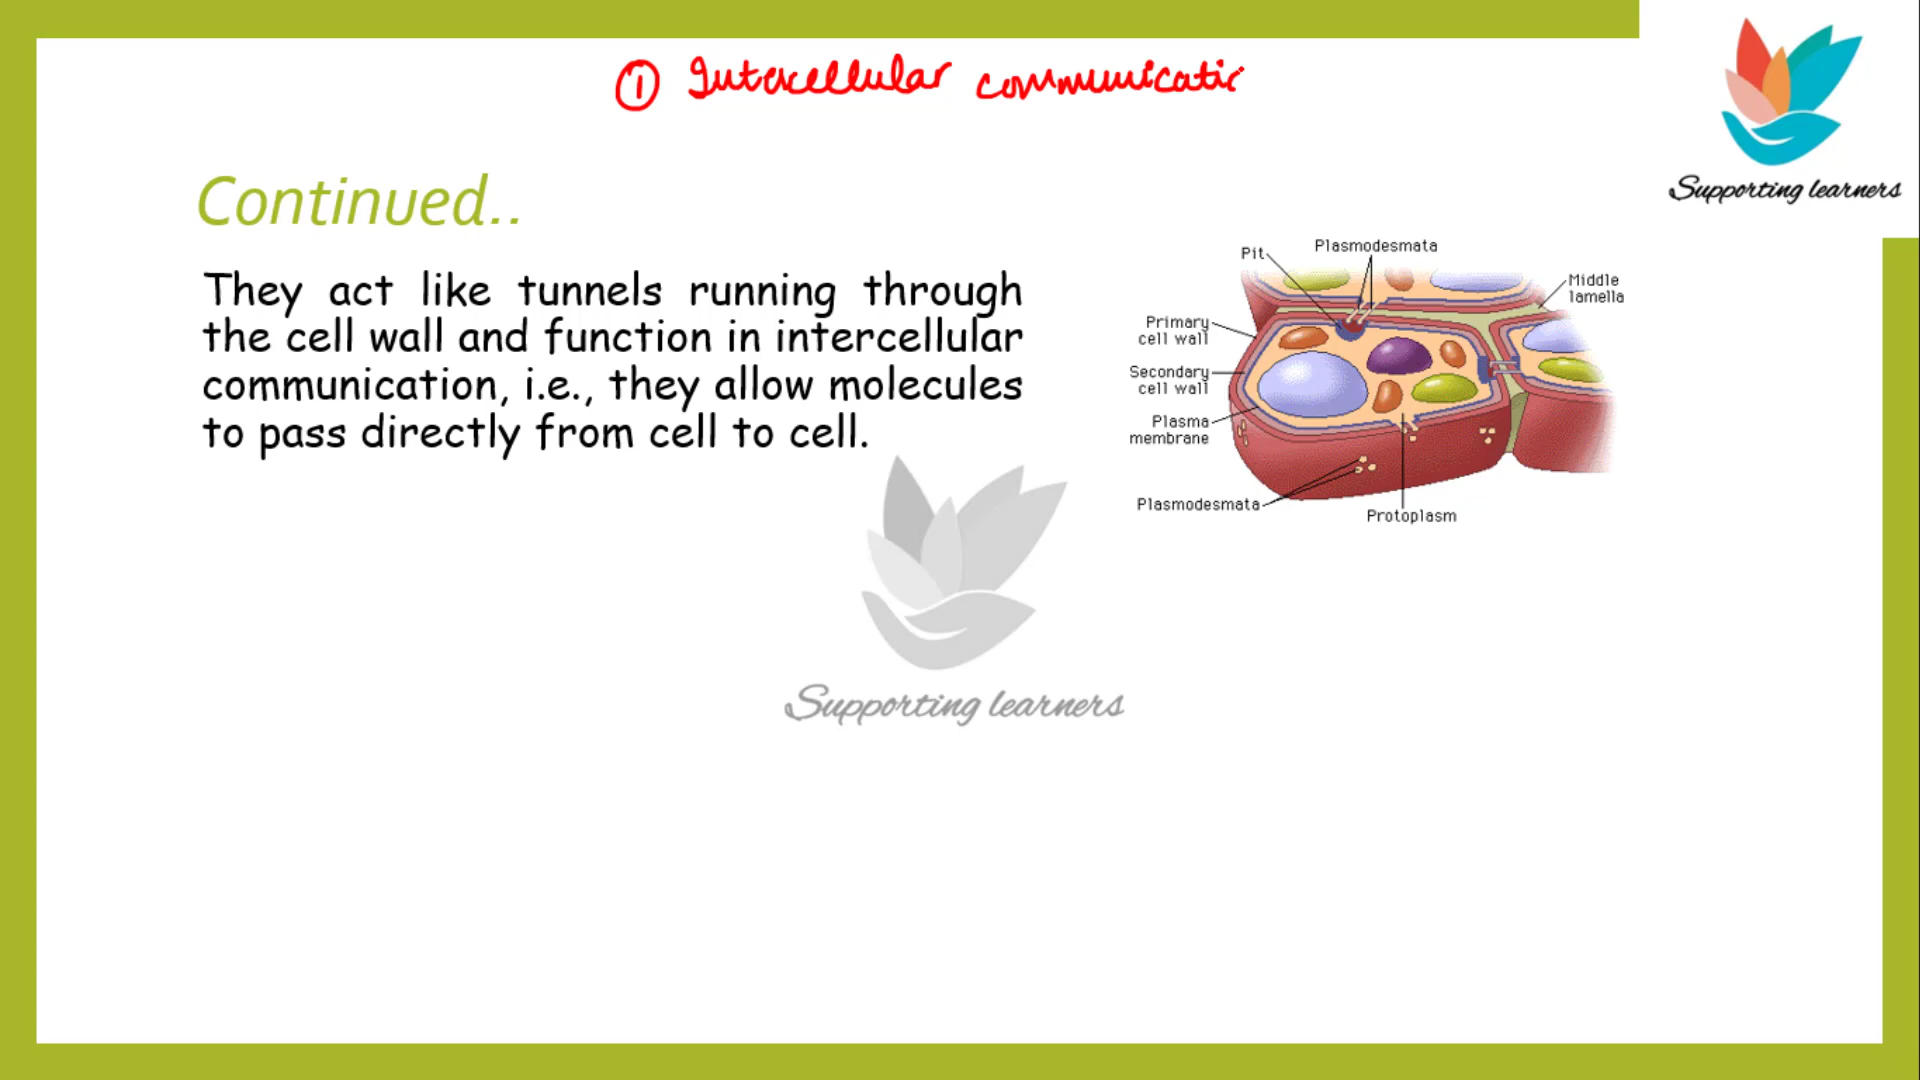 ① Intercellular communicatio
Supporting learners
Continued..
They act like tunnels running through
the cell wall and function in intercellular
communication, i.e., they allow molecules
to pass directly from cell to cell.
Pit
Plasmodesmata
Middle
lamella
Primary
cell wall
Secondary
cell wall
Plasma
membrane
Plasmodesmata
Protoplasm
Supporting learners